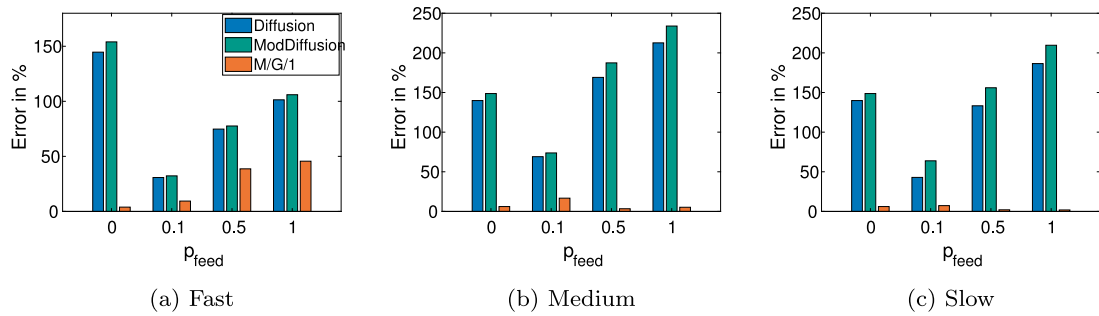 Error in %
150
100
50
0
Diffusion
ModDiffusion
M/G/1
0 0.1 0.5 1
p_feed
(a) Fast
Error in %
250
200
150
100
50
0
0 0.1 0.5 1
p_feed
(b) Medium
Error in %
250
200
150
100
50
0
0 0.1 0.5 1
p_feed
(c) Slow